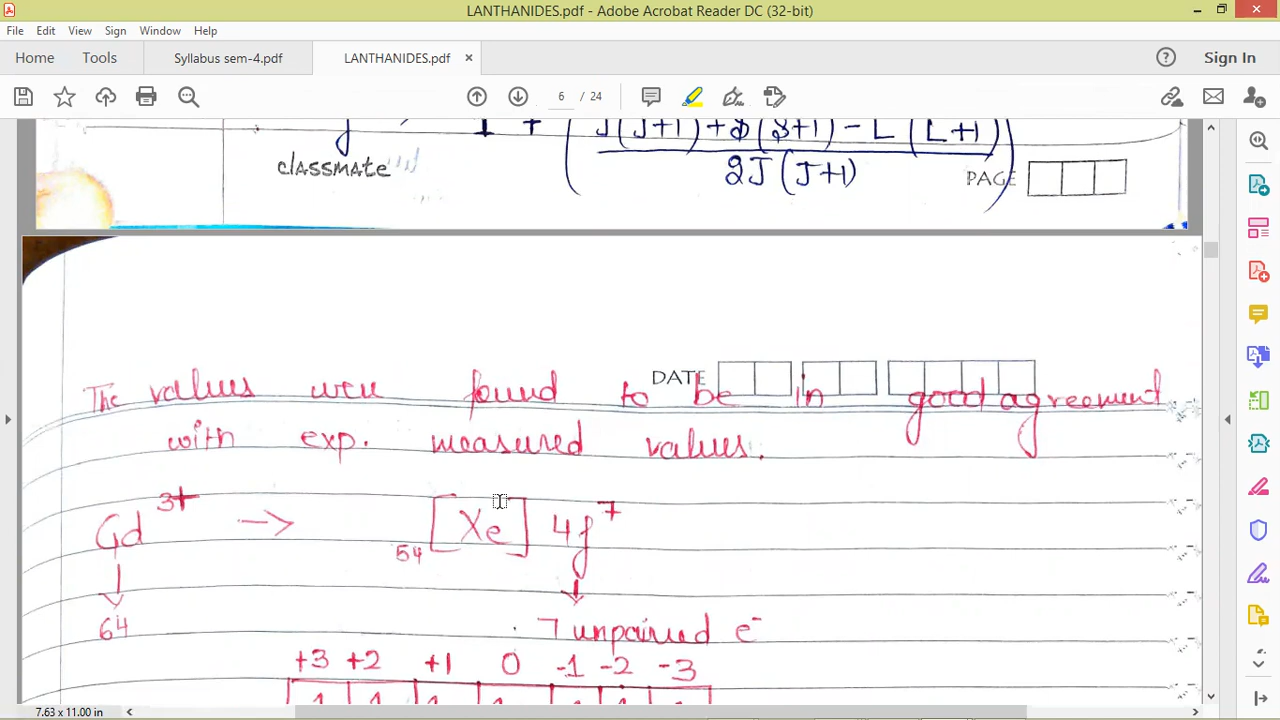 LANTHANIDES.pdf - Adobe Acrobat Reader DC (32-bit)
File Edit View Sign Window Help
Home Tools Syllabus sem-4.pdf LANTHANIDES.pdf × Sign In
6 / 24
1 + J(J+1) + S(S+1) - L(L+1)
2J(J+1)
classmate
PAGE
DATE
The values were found to be in good agreement
with exp. measured values.
Gd³⁺ -> ₅₄[Xe] 4f⁷
64
7 unpaired e⁻
+3 +2 +1 0 -1 -2 -3
7.63 x 11.00 in